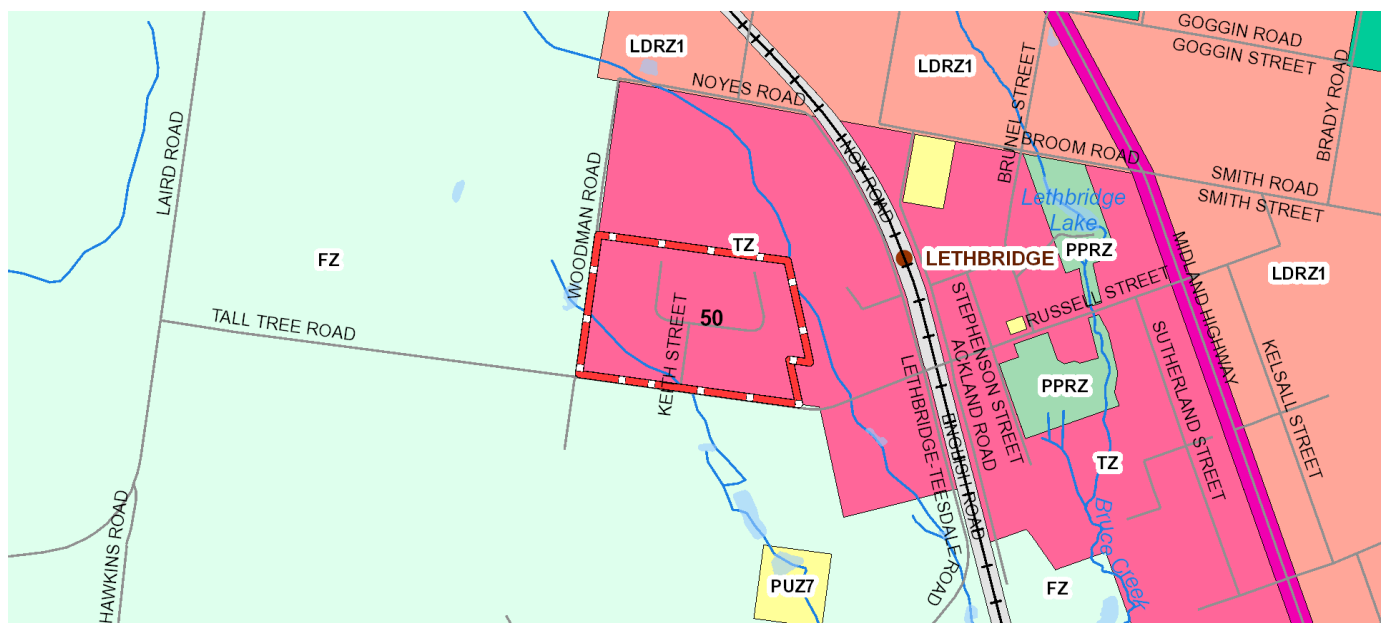 GOGGIN ROAD
GOGGIN STREET
LDRZ1
LDRZ1
NOYES ROAD
BRUNEL STREET
BRADY ROAD
BROOM ROAD
LAIRD ROAD
WOODMAN ROAD
SMITH ROAD
SMITH STREET
Lethbridge
Lake
TZ
PPRZ
FZ
LETHBRIDGE
MIDLAND HIGHWAY
LDRZ1
RUSSELL STREET
TALL TREE ROAD
50
KEITH STREET
STEPHENSON STREET
ACKLAND ROAD
LETHBRIDGE-TEESDALE ROAD
ENGLISH ROAD
SUTHERLAND STREET
KELSALL STREET
PPRZ
TZ
HAWKINS ROAD
Bruce Creek
PUZ7
FZ